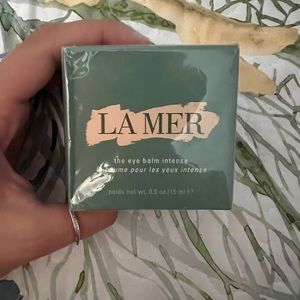 LA MER
the eye balm intense
baume pour les yeux intense
poids net wt. 0.5 oz/15 ml e